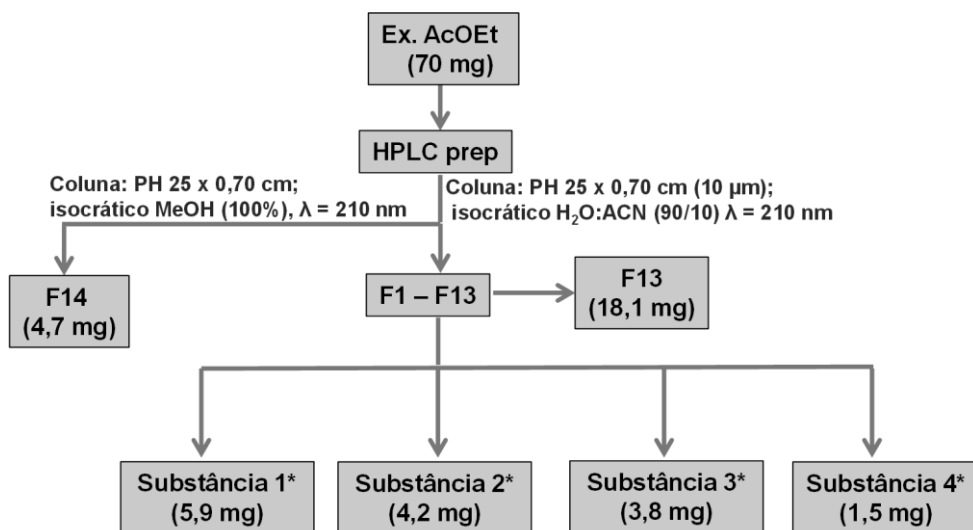 Ex. AcOEt
(70 mg)
HPLC prep
Coluna: PH 25 x 0,70 cm;
isocrático MeOH (100%), λ = 210 nm
Coluna: PH 25 x 0,70 cm (10 μm);
isocrático H₂O:ACN (90/10) λ = 210 nm
F14
(4,7 mg)
F1 – F13
F13
(18,1 mg)
Substância 1*
(5,9 mg)
Substância 2*
(4,2 mg)
Substância 3*
(3,8 mg)
Substância 4*
(1,5 mg)